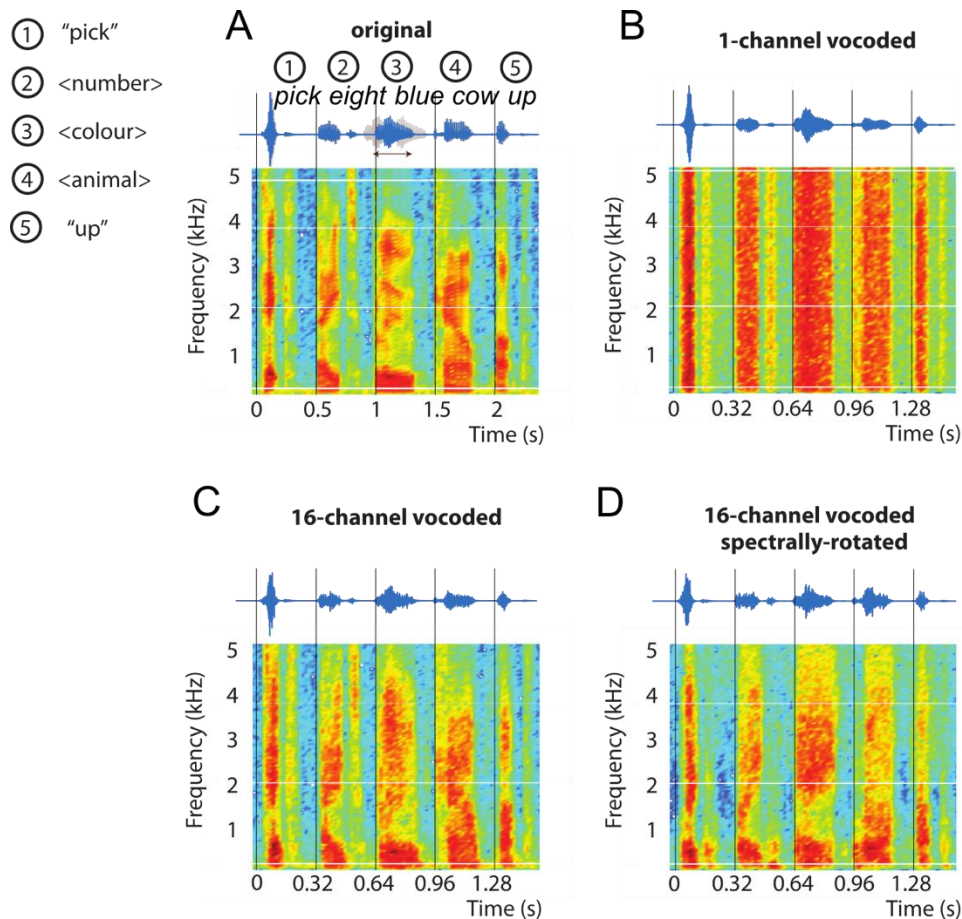 ① "pick"
② <number>
③ <colour>
④ <animal>
⑤ "up"
A
original
① ② ③ ④ ⑤
pick eight blue cow up
Frequency (kHz)
5
4
3
2
1
0 0.5 1 1.5 2
Time (s)
B
1-channel vocoded
Frequency (kHz)
5
4
3
2
1
0 0.32 0.64 0.96 1.28
Time (s)
C
16-channel vocoded
Frequency (kHz)
5
4
3
2
1
0 0.32 0.64 0.96 1.28
Time (s)
D
16-channel vocoded
spectrally-rotated
Frequency (kHz)
5
4
3
2
1
0 0.32 0.64 0.96 1.28
Time (s)